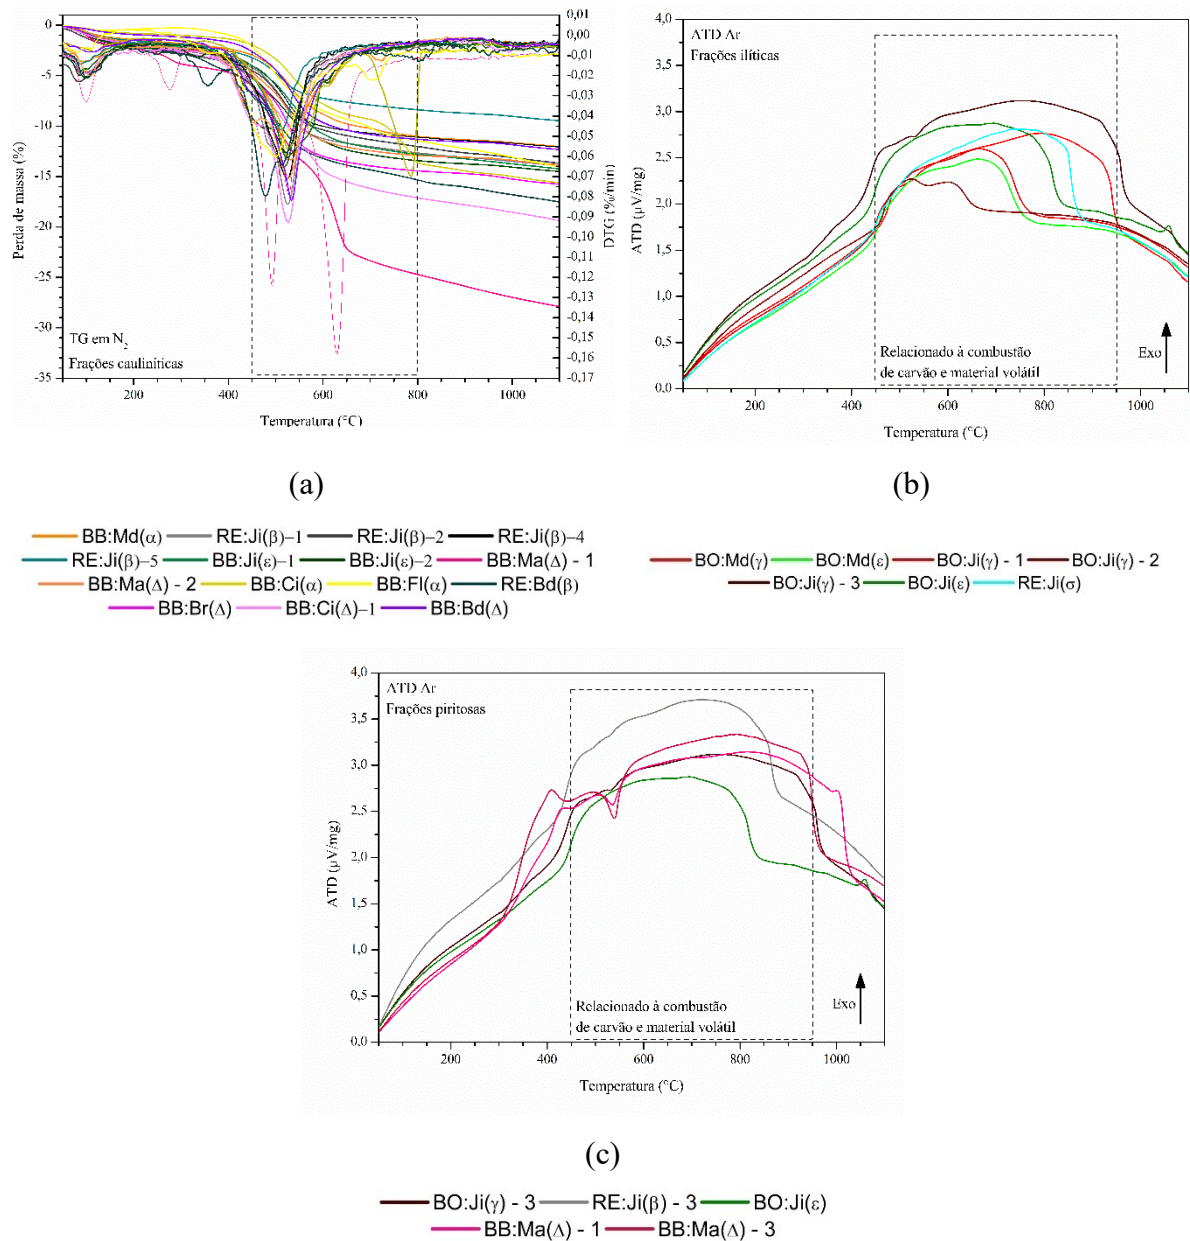 0
-5
-10
-15
-20
-25
-30
-35
Perda de massa (%)
0,01
0,00
-0,01
-0,02
-0,03
-0,04
-0,05
-0,06
-0,07
-0,08
-0,09
-0,10
-0,11
-0,12
-0,13
-0,14
-0,15
-0,16
-0,17
DTG (%/min)
TG em N2
Frações cauliníticas
200 400 600 800 1000
Temperatura (°C)
(a)
4,0
3,5
3,0
2,5
2,0
1,5
1,0
0,5
0,0
ATD (µV/mg)
ATD Ar
Frações ilíticas
Relacionado à combustão
de carvão e material volátil
Exo
200 400 600 800 1000
Temperatura (°C)
(b)
BB:Md(α) RE:Ji(β)–1 RE:Ji(β)–2 RE:Ji(β)–4
RE:Ji(β)–5 BB:Ji(ε)–1 BB:Ji(ε)–2 BB:Ma(Δ) - 1
BB:Ma(Δ) - 2 BB:Ci(α) BB:Fl(α) RE:Bd(β)
BB:Br(Δ) BB:Ci(Δ)–1 BB:Bd(Δ)
BO:Md(γ) BO:Md(ε) BO:Ji(γ) - 1 BO:Ji(γ) - 2
BO:Ji(γ) - 3 BO:Ji(ε) RE:Ji(σ)
4,0
3,5
3,0
2,5
2,0
1,5
1,0
0,5
0,0
ATD (µV/mg)
ATD Ar
Frações piritosas
Relacionado à combustão
de carvão e material volátil
Exo
200 400 600 800 1000
Temperatura (°C)
(c)
BO:Ji(γ) - 3 RE:Ji(β) - 3 BO:Ji(ε)
BB:Ma(Δ) - 1 BB:Ma(Δ) - 3